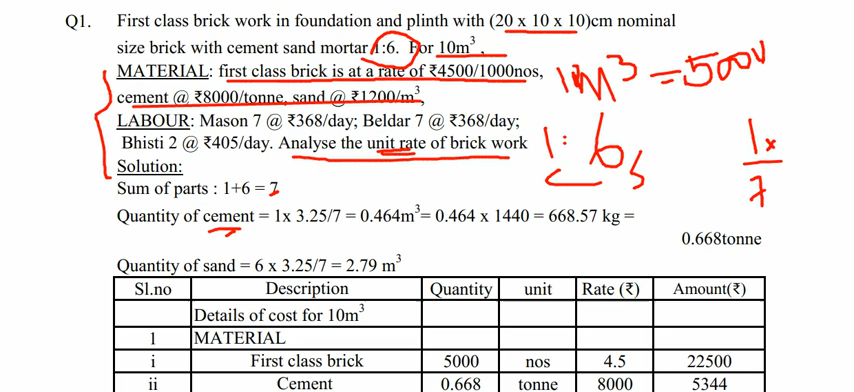 Q1. First class brick work in foundation and plinth with (20 x 10 x 10)cm nominal
size brick with cement sand mortar 1:6. For 10m³ .
MATERIAL: first class brick is at a rate of ₹4500/1000nos,
cement @ ₹8000/tonne, sand @ ₹1200/m³,
1M³ = 500N
LABOUR: Mason 7 @ ₹368/day; Beldar 7 @ ₹368/day;
Bhisti 2 @ ₹405/day. Analyse the unit rate of brick work
1:6
S
1x
7
Solution:
Sum of parts : 1+6 = 7
Quantity of cement = 1x 3.25/7 = 0.464m³= 0.464 x 1440 = 668.57 kg =
0.668tonne
Quantity of sand = 6 x 3.25/7 = 2.79 m³
Sl.no Description Quantity unit Rate (₹) Amount(₹)
Details of cost for 10m³
1 MATERIAL
i First class brick 5000 nos 4.5 22500
ii Cement 0.668 tonne 8000 5344